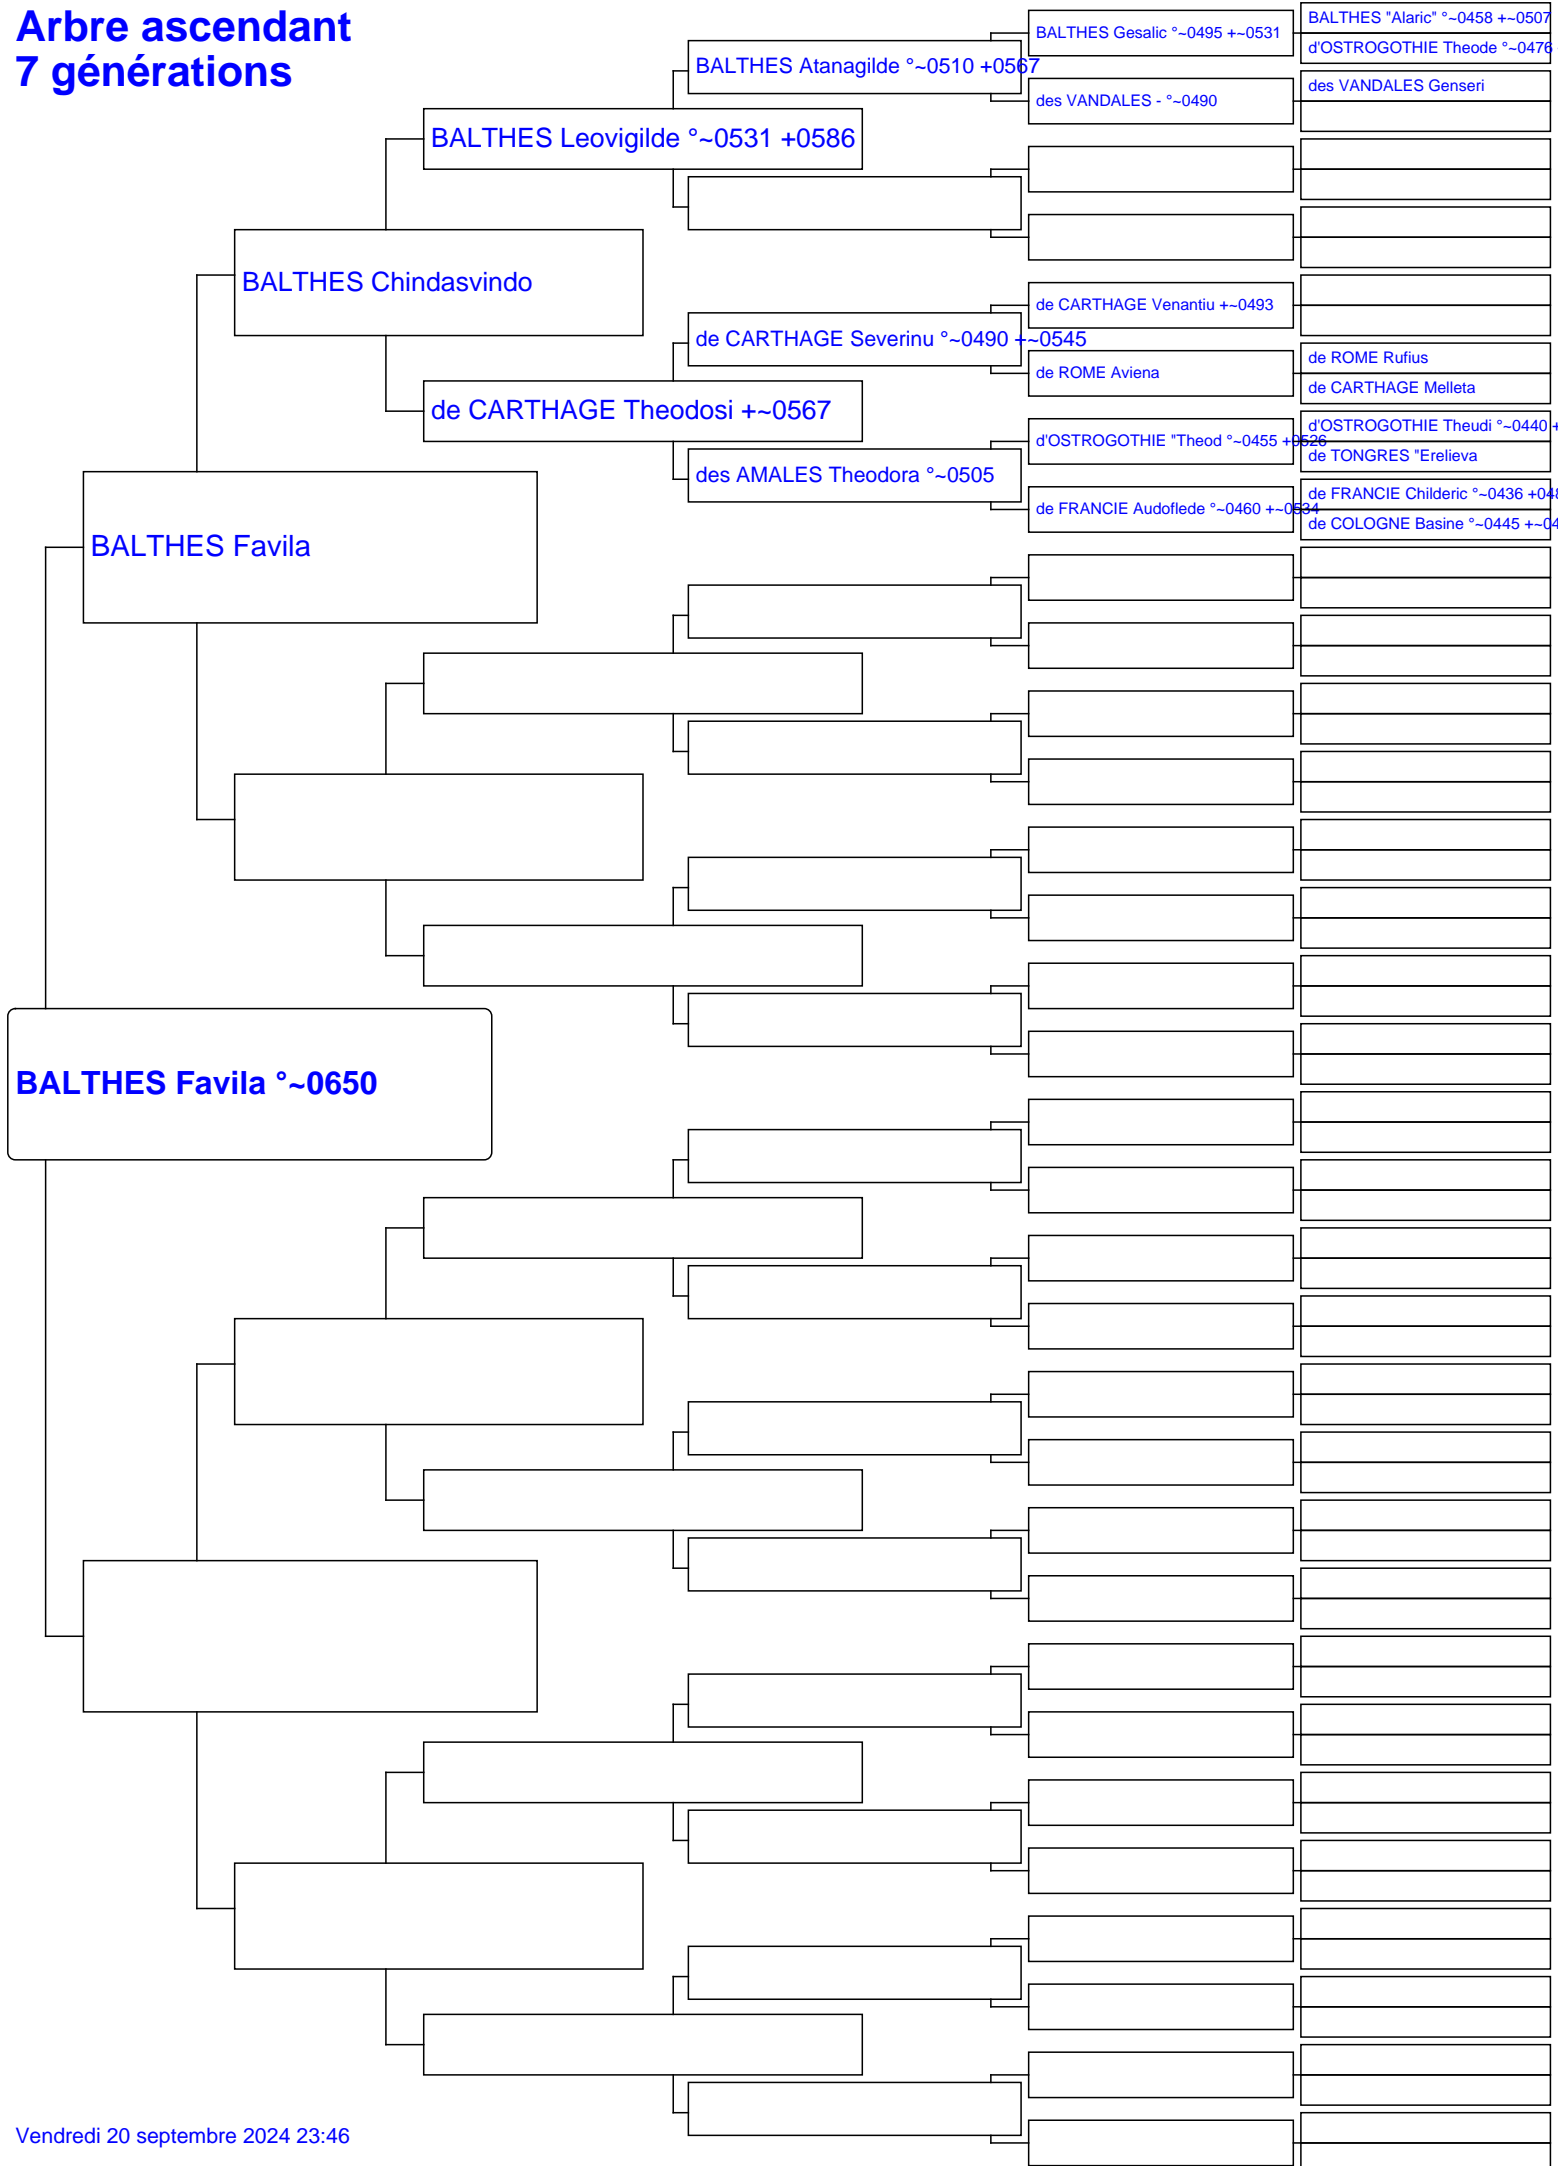 Arbre ascendant
7 générations
BALTHES Favila °~0650
BALTHES Favila
BALTHES Chindasvindo
BALTHES Leovigilde °~0531 +0586
de CARTHAGE Theodosi +~0567
BALTHES Atanagilde °~0510 +0567
de CARTHAGE Severinu °~0490 +~0545
des AMALES Theodora °~0505
BALTHES Gesalic °~0495 +~0531
des VANDALES - °~0490
de CARTHAGE Venantiu +~0493
de ROME Aviena
d'OSTROGOTHIE "Theod °~0455 +0526
de FRANCIE Audoflede °~0460 +~0534
BALTHES "Alaric" °~0458 +~0507
d'OSTROGOTHIE Theode °~0476
des VANDALES Genseri
de ROME Rufius
de CARTHAGE Melleta
d'OSTROGOTHIE Theudi °~0440 +
de TONGRES "Erelieva
de FRANCIE Childeric °~0436 +048
de COLOGNE Basine °~0445 +~04
Vendredi 20 septembre 2024 23:46